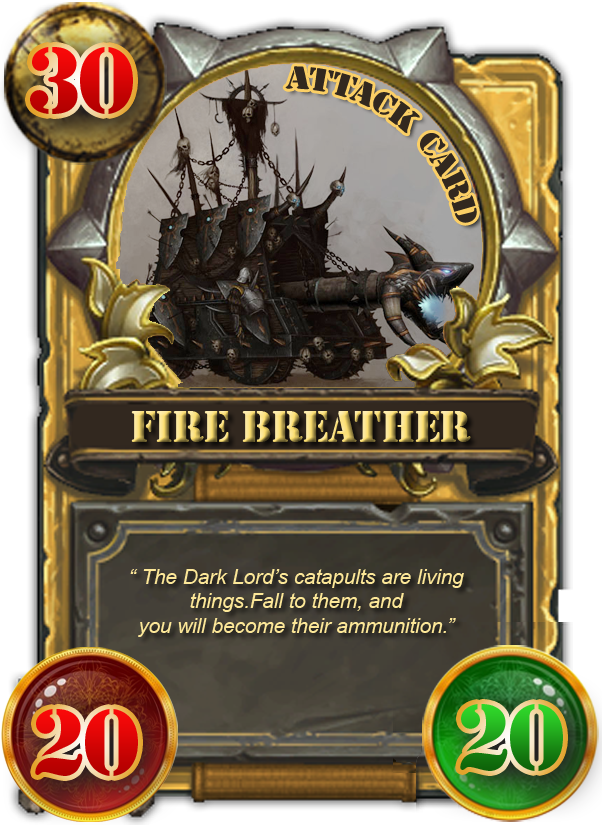 30
ATTACK CARD
FIRE BREATHER
“ The Dark Lord’s catapults are living
things.Fall to them, and
you will become their ammunition.”
20
20